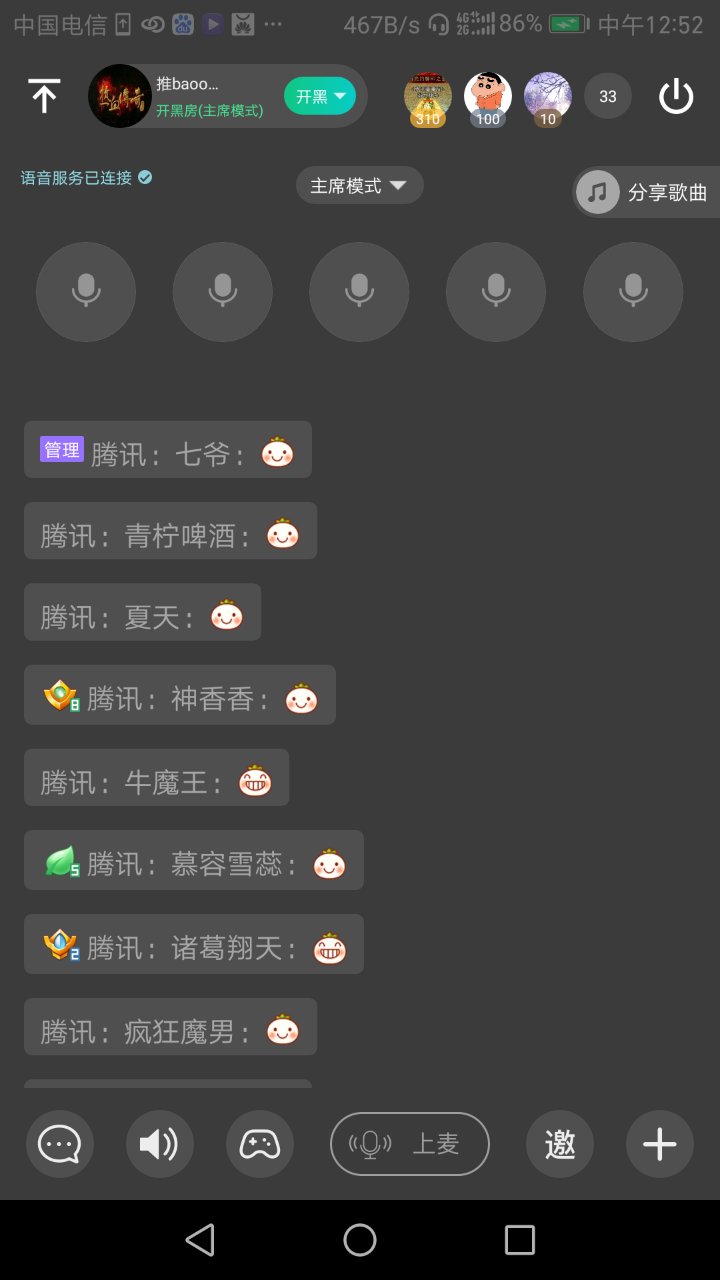 中国电信 467B/s 4G 2G 86% 中午12:52
热血传奇 推baoo...
开黑房(主席模式)
开黑
310 100 10 33
语音服务已连接 主席模式 分享歌曲
管理 腾讯：七爷：
腾讯：青柠啤酒：
腾讯：夏天：
8 腾讯：神香香：
腾讯：牛魔王：
5 腾讯：慕容雪蕊：
2 腾讯：诸葛翔天：
腾讯：疯狂魔男：
上麦 邀